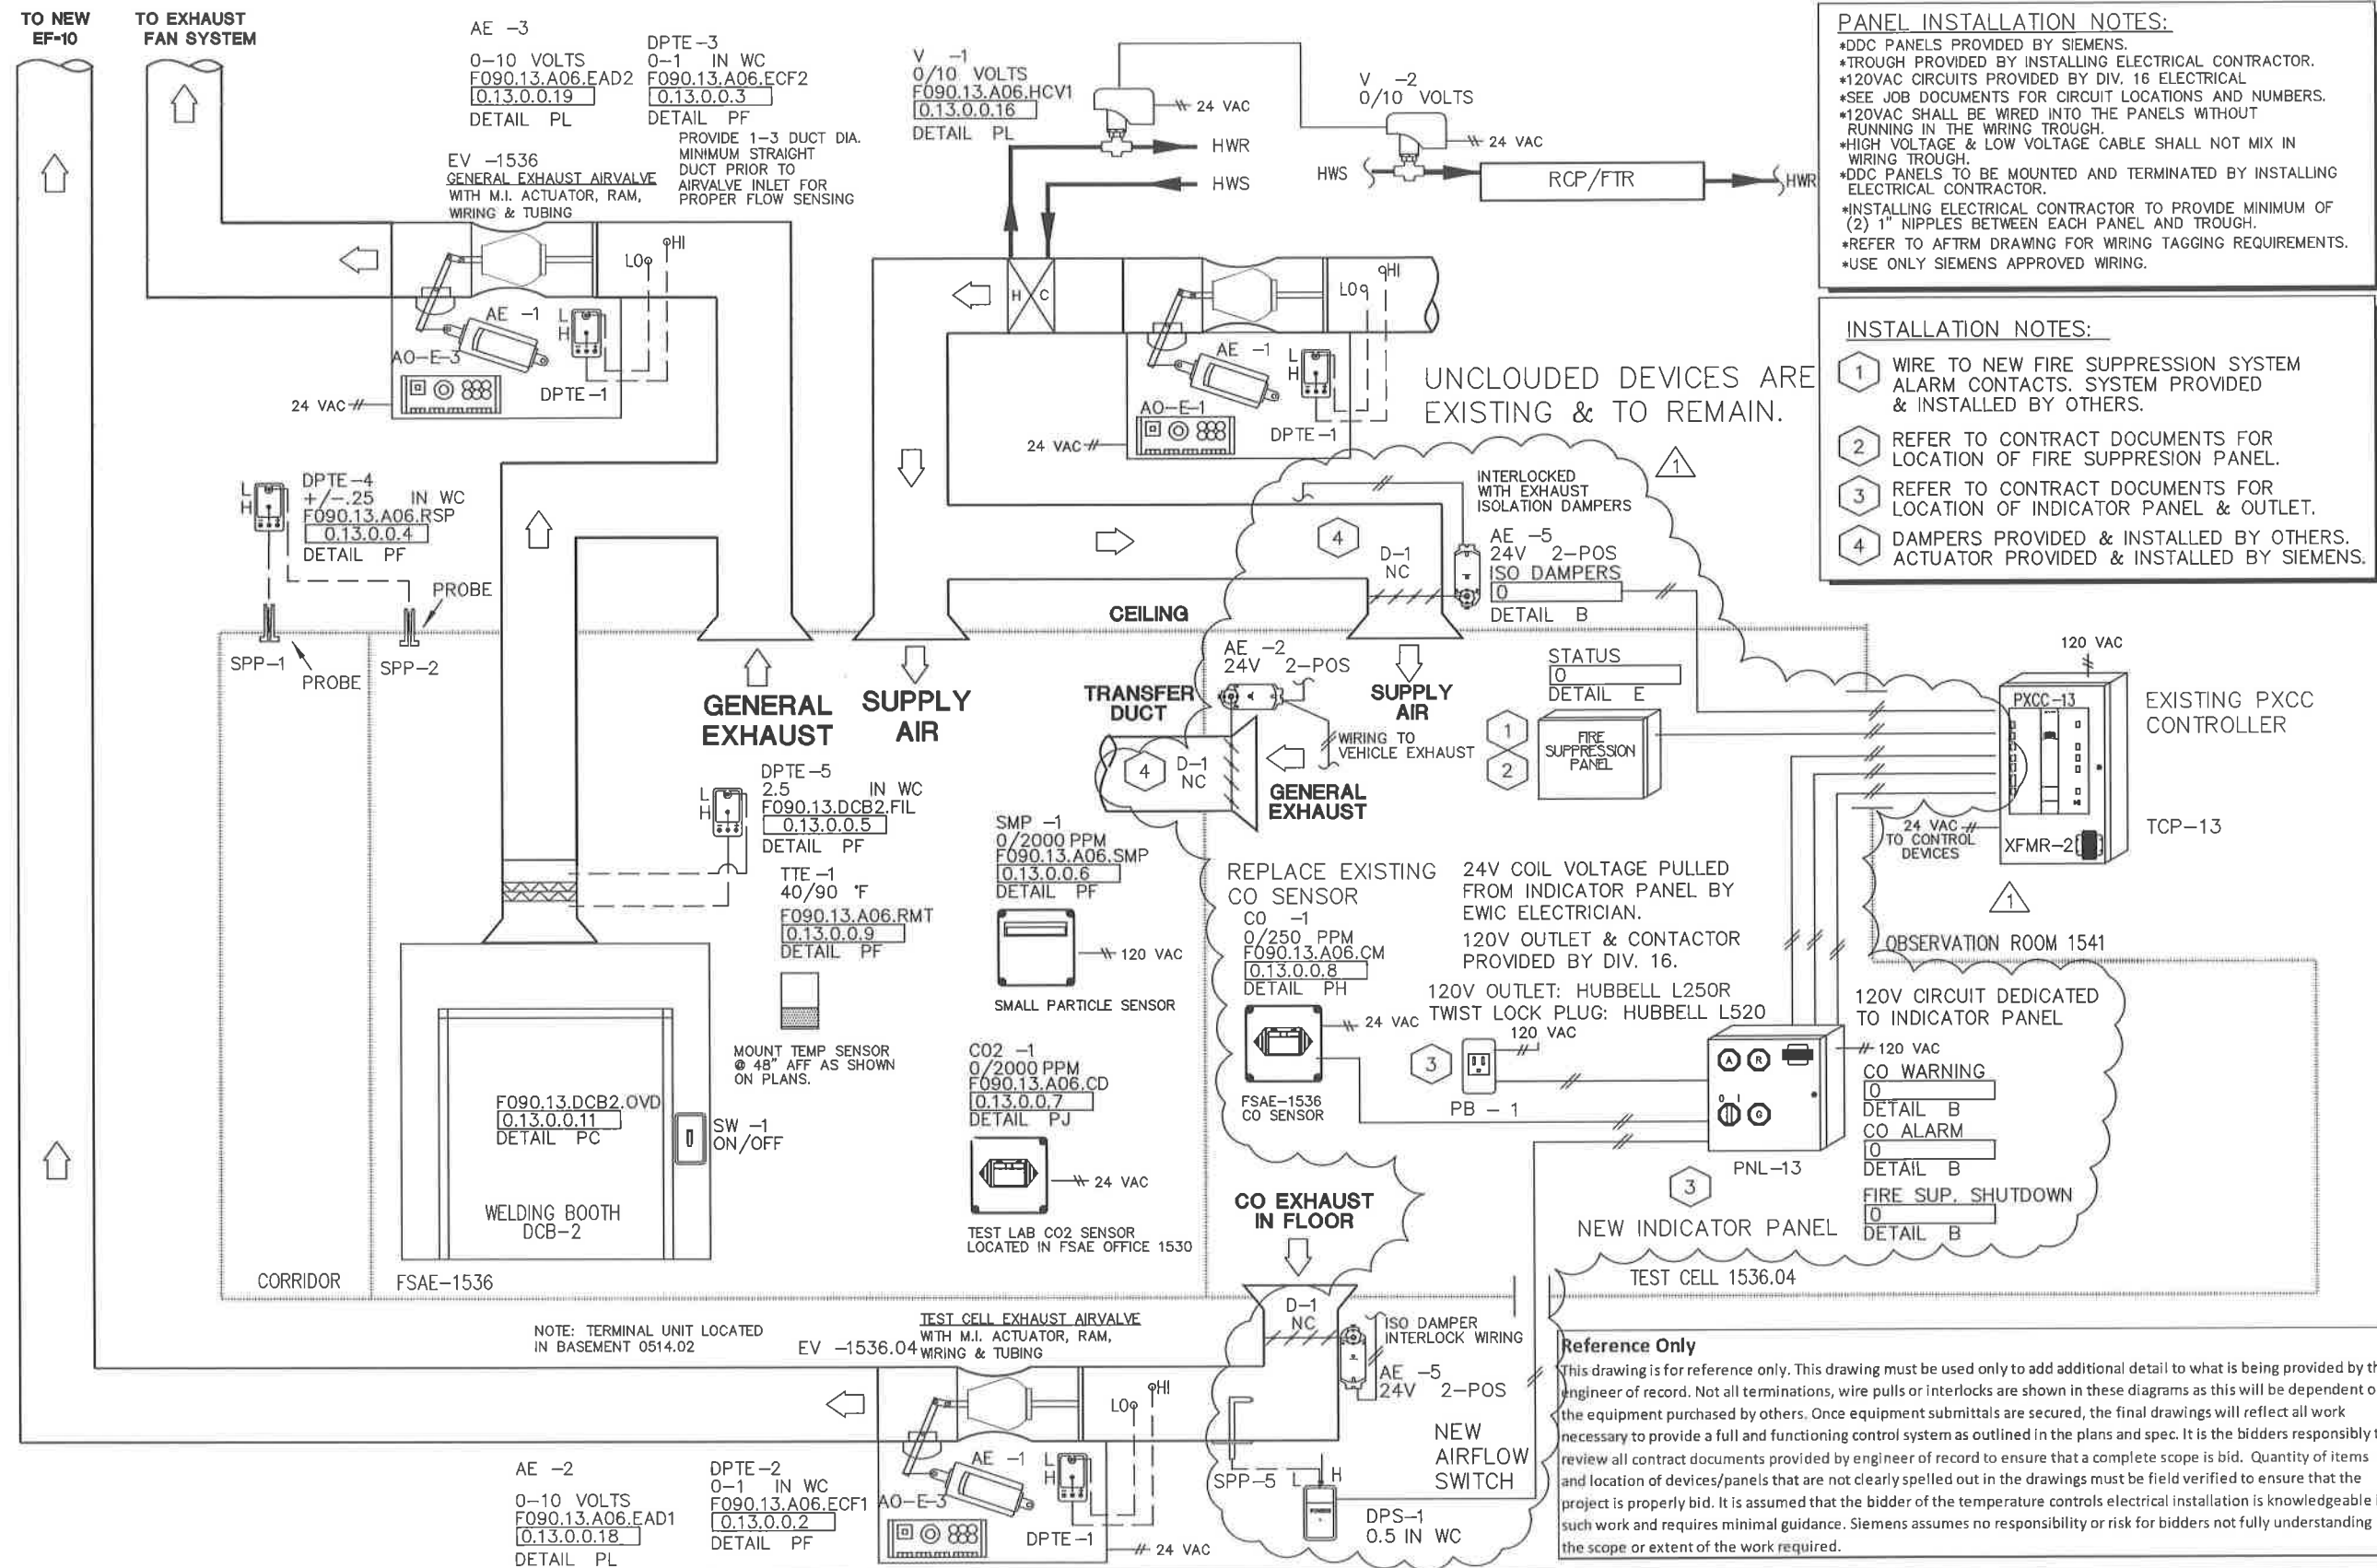 TO NEW
EF-10
TO EXHAUST
FAN SYSTEM
AE -3
0-10 VOLTS
F090.13.A06.EAD2
0.13.0.0.19
DETAIL PL
DPTE-3
0-1 IN WC
F090.13.A06.ECF2
0.13.0.0.3
DETAIL PF
PROVIDE 1-3 DUCT DIA.
MINIMUM STRAIGHT
DUCT PRIOR TO
AIRVALVE INLET FOR
PROPER FLOW SENSING
EV -1536
GENERAL EXHAUST AIRVALVE
WITH M.I. ACTUATOR, RAM,
WIRING & TUBING
LO
HI
AE -1
L
H
AO-E-3
24 VAC
DPTE-1
V -1
0/10 VOLTS
F090.13.A06.HCV1
0.13.0.0.16
DETAIL PL
24 VAC
HWR
HWS
V -2
0/10 VOLTS
24 VAC
HWS
RCP/FTR
HWR
H C
LO
HI
AE -1
L
H
AO-E-1
24 VAC
DPTE-1
PANEL INSTALLATION NOTES:
*DDC PANELS PROVIDED BY SIEMENS.
*TROUGH PROVIDED BY INSTALLING ELECTRICAL CONTRACTOR.
*120VAC CIRCUITS PROVIDED BY DIV. 16 ELECTRICAL
*SEE JOB DOCUMENTS FOR CIRCUIT LOCATIONS AND NUMBERS.
*120VAC SHALL BE WIRED INTO THE PANELS WITHOUT
RUNNING IN THE WIRING TROUGH.
*HIGH VOLTAGE & LOW VOLTAGE CABLE SHALL NOT MIX IN
WIRING TROUGH.
*DDC PANELS TO BE MOUNTED AND TERMINATED BY INSTALLING
ELECTRICAL CONTRACTOR.
*INSTALLING ELECTRICAL CONTRACTOR TO PROVIDE MINIMUM OF
(2) 1" NIPPLES BETWEEN EACH PANEL AND TROUGH.
*REFER TO AFTRM DRAWING FOR WIRING TAGGING REQUIREMENTS.
*USE ONLY SIEMENS APPROVED WIRING.
INSTALLATION NOTES:
1 WIRE TO NEW FIRE SUPPRESSION SYSTEM
ALARM CONTACTS. SYSTEM PROVIDED
& INSTALLED BY OTHERS.
2 REFER TO CONTRACT DOCUMENTS FOR
LOCATION OF FIRE SUPPRESION PANEL.
3 REFER TO CONTRACT DOCUMENTS FOR
LOCATION OF INDICATOR PANEL & OUTLET.
4 DAMPERS PROVIDED & INSTALLED BY OTHERS.
ACTUATOR PROVIDED & INSTALLED BY SIEMENS.
UNCLOUDED DEVICES ARE
EXISTING & TO REMAIN.
1
INTERLOCKED
WITH EXHAUST
ISOLATION DAMPERS
4
D-1
NC
AE -5
24V 2-POS
ISO DAMPERS
0
DETAIL B
L
H
DPTE-4
+/-.25 IN WC
F090.13.A06.RSP
0.13.0.0.4
DETAIL PF
PROBE
SPP-1
PROBE
SPP-2
CEILING
GENERAL
EXHAUST
SUPPLY
AIR
AE -2
24V 2-POS
TRANSFER
DUCT
SUPPLY
AIR
WIRING TO
VEHICLE EXHAUST
4
D-1
NC
GENERAL
EXHAUST
STATUS
0
DETAIL E
1
2
FIRE
SUPPRESSION
PANEL
120 VAC
PXCC-13
EXISTING PXCC
CONTROLLER
TCP-13
24 VAC
TO CONTROL
DEVICES
XFMR-2
1
OBSERVATION ROOM 1541
L
H
DPTE-5
2.5 IN WC
F090.13.DCB2.FIL
0.13.0.0.5
DETAIL PF
TTE-1
40/90 °F
F090.13.A06.RMT
0.13.0.0.9
DETAIL PF
MOUNT TEMP SENSOR
@ 48" AFF AS SHOWN
ON PLANS.
SMP -1
0/2000 PPM
F090.13.A06.SMP
0.13.0.0.6
DETAIL PF
120 VAC
SMALL PARTICLE SENSOR
CO2 -1
0/2000 PPM
F090.13.A06.CD
0.13.0.0.7
DETAIL PJ
24 VAC
TEST LAB CO2 SENSOR
LOCATED IN FSAE OFFICE 1530
REPLACE EXISTING
CO SENSOR
CO -1
0/250 PPM
F090.13.A06.CM
0.13.0.0.8
DETAIL PH
24 VAC
FSAE-1536
CO SENSOR
24V COIL VOLTAGE PULLED
FROM INDICATOR PANEL BY
EWIC ELECTRICIAN.
120V OUTLET & CONTACTOR
PROVIDED BY DIV. 16.
120V OUTLET: HUBBELL L250R
TWIST LOCK PLUG: HUBBELL L520
120 VAC
3
PB - 1
120V CIRCUIT DEDICATED
TO INDICATOR PANEL
A R
0 1
G
120 VAC
CO WARNING
0
DETAIL B
CO ALARM
0
DETAIL B
FIRE SUP. SHUTDOWN
0
DETAIL B
PNL-13
3
NEW INDICATOR PANEL
TEST CELL 1536.04
F090.13.DCB2.OVD
0.13.0.0.11
DETAIL PC
SW -1
ON/OFF
WELDING BOOTH
DCB-2
CORRIDOR
FSAE-1536
CO EXHAUST
IN FLOOR
D-1
NC
ISO DAMPER
INTERLOCK WIRING
AE -5
24V 2-POS
NOTE: TERMINAL UNIT LOCATED
IN BASEMENT 0514.02
EV -1536.04
TEST CELL EXHAUST AIRVALVE
WITH M.I. ACTUATOR, RAM,
WIRING & TUBING
LO
HI
AE -1
L
H
AO-E-3
DPTE-1
24 VAC
AE -2
0-10 VOLTS
F090.13.A06.EAD1
0.13.0.0.18
DETAIL PL
DPTE-2
0-1 IN WC
F090.13.A06.ECF1
0.13.0.0.2
DETAIL PF
SPP-5
L
H
NEW
AIRFLOW
SWITCH
DPS-1
0.5 IN WC
Reference Only
This drawing is for reference only. This drawing must be used only to add additional detail to what is being provided by
engineer of record. Not all terminations, wire pulls or interlocks are shown in these diagrams as this will be dependent
the equipment purchased by others. Once equipment submittals are secured, the final drawings will reflect all work
necessary to provide a full and functioning control system as outlined in the plans and spec. It is the bidders responsibly
review all contract documents provided by engineer of record to ensure that a complete scope is bid. Quantity of items
and location of devices/panels that are not clearly spelled out in the drawings must be field verified to ensure that the
project is properly bid. It is assumed that the bidder of the temperature controls electrical installation is knowledgeable
such work and requires minimal guidance. Siemens assumes no responsibility or risk for bidders not fully understanding
the scope or extent of the work required.